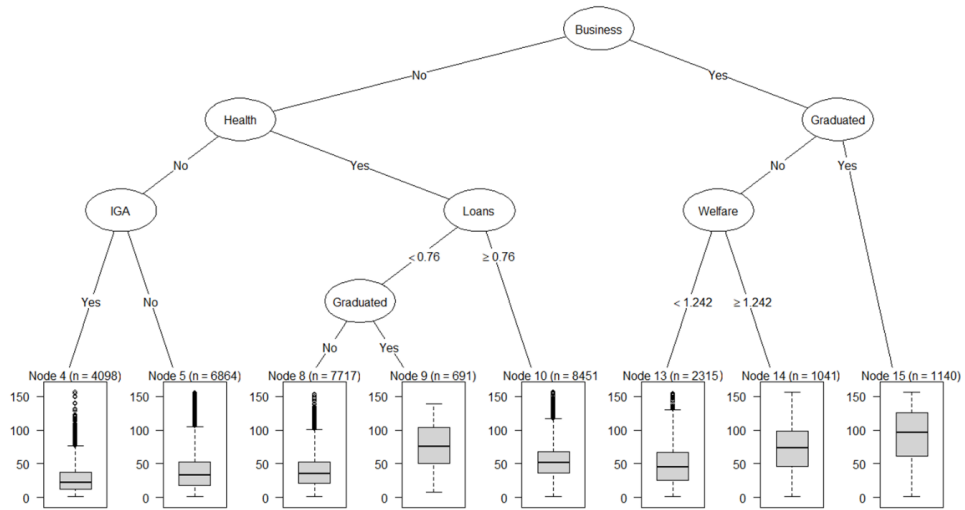 Business
No
Yes
Health
Graduated
No
Yes
No
Yes
IGA
Loans
Welfare
< 0.76
≥ 0.76
Graduated
Yes
No
< 1.242
≥ 1.242
No
Yes
Node 4 (n = 4098)
Node 5 (n = 6864)
Node 8 (n = 7717)
Node 9 (n = 691)
Node 10 (n = 8451
Node 13 (n = 2315)
Node 14 (n = 1041)
Node 15 (n = 1140)
150 150 150 150 150 150 150 150
100 100 100 100 100 100 100 100
50 50 50 50 50 50 50 50
0 0 0 0 0 0 0 0